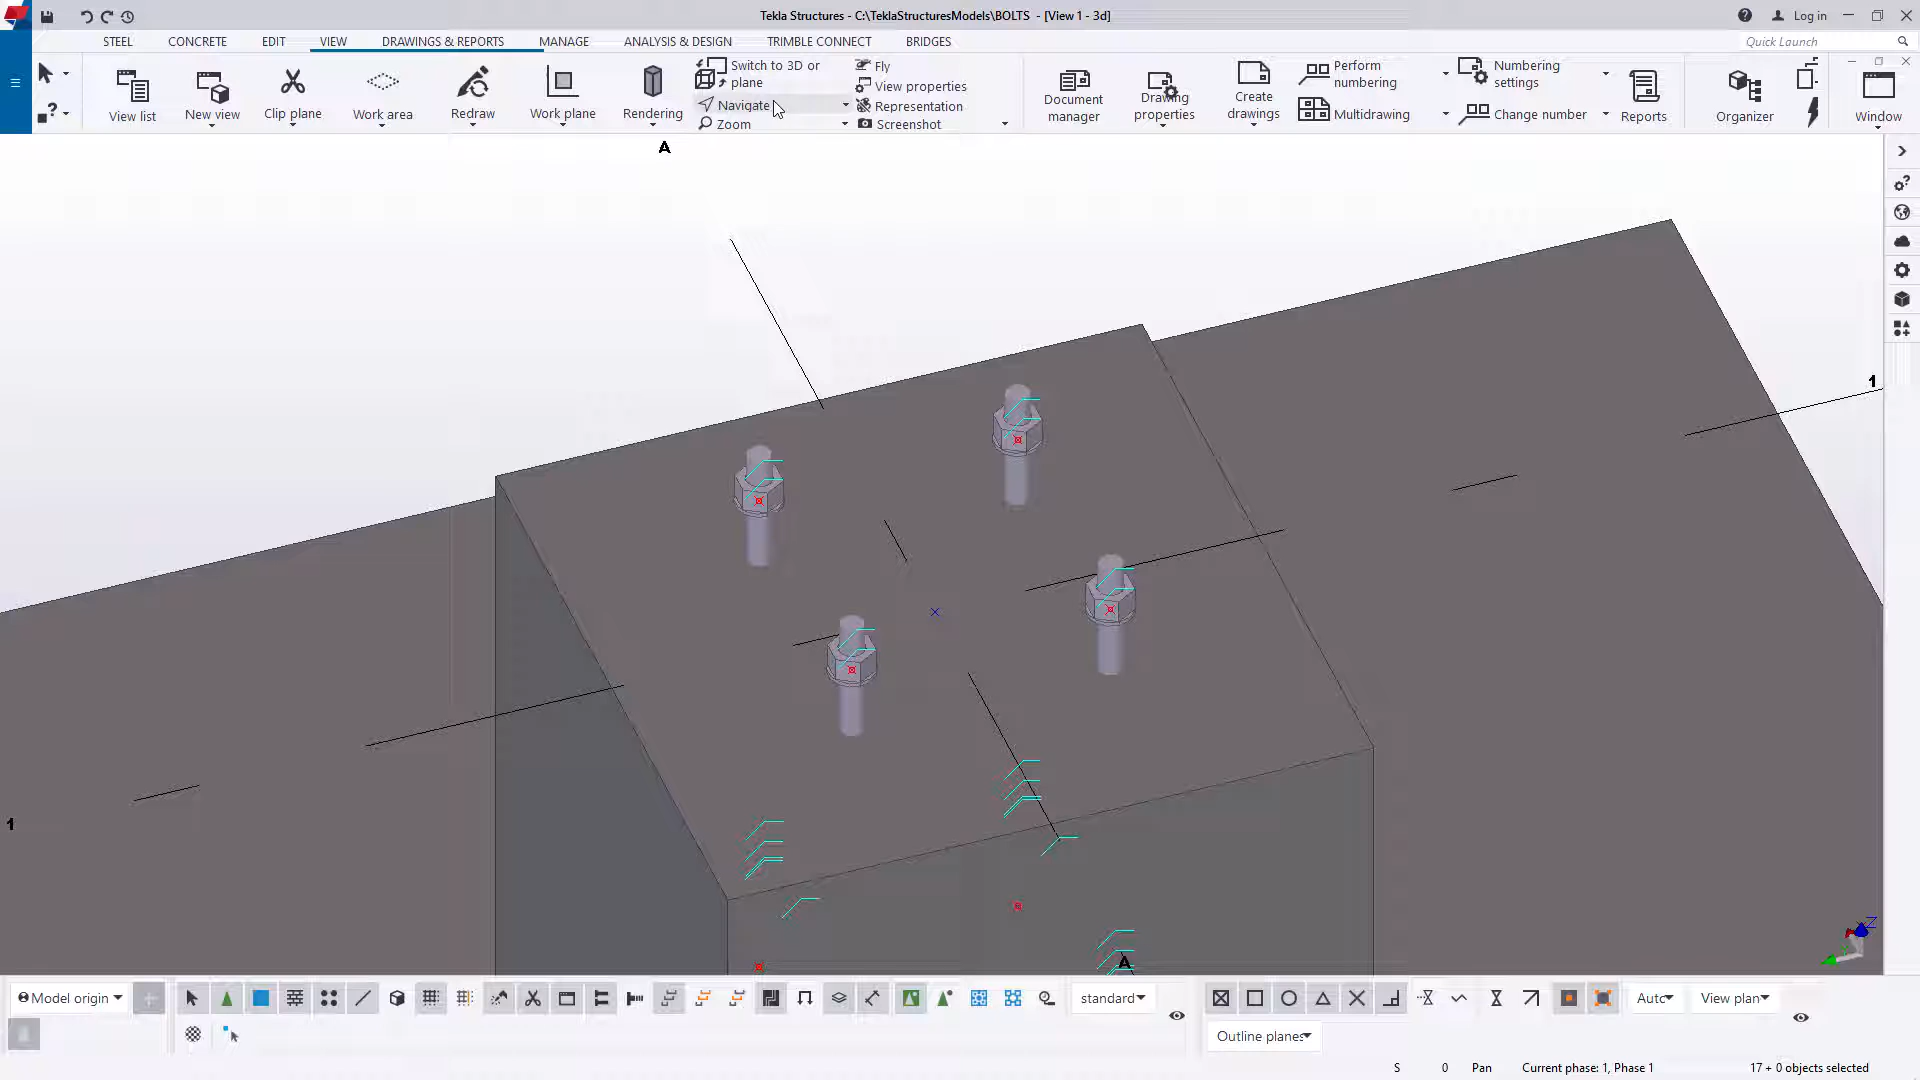 Tekla Structures - C:\TeklaStructuresModels\BOLTS - [View 1 - 3d]
Log in
STEEL CONCRETE EDIT VIEW DRAWINGS & REPORTS MANAGE ANALYSIS & DESIGN TRIMBLE CONNECT BRIDGES
Quick Launch
View list
New view
Clip plane
Work area
Redraw
Work plane
Rendering
Switch to 3D or
plane
Navigate
Zoom
Fly
View properties
Representation
Screenshot
Document
manager
Drawing
properties
Create
drawings
Perform
numbering
Multidrawing
Numbering
settings
Change number
Reports
Organizer
Window
A
1
1
A
Z
Model origin
standard
Auto
View plan
Outline planes
S 0 Pan Current phase: 1, Phase 1 17 + 0 objects selected